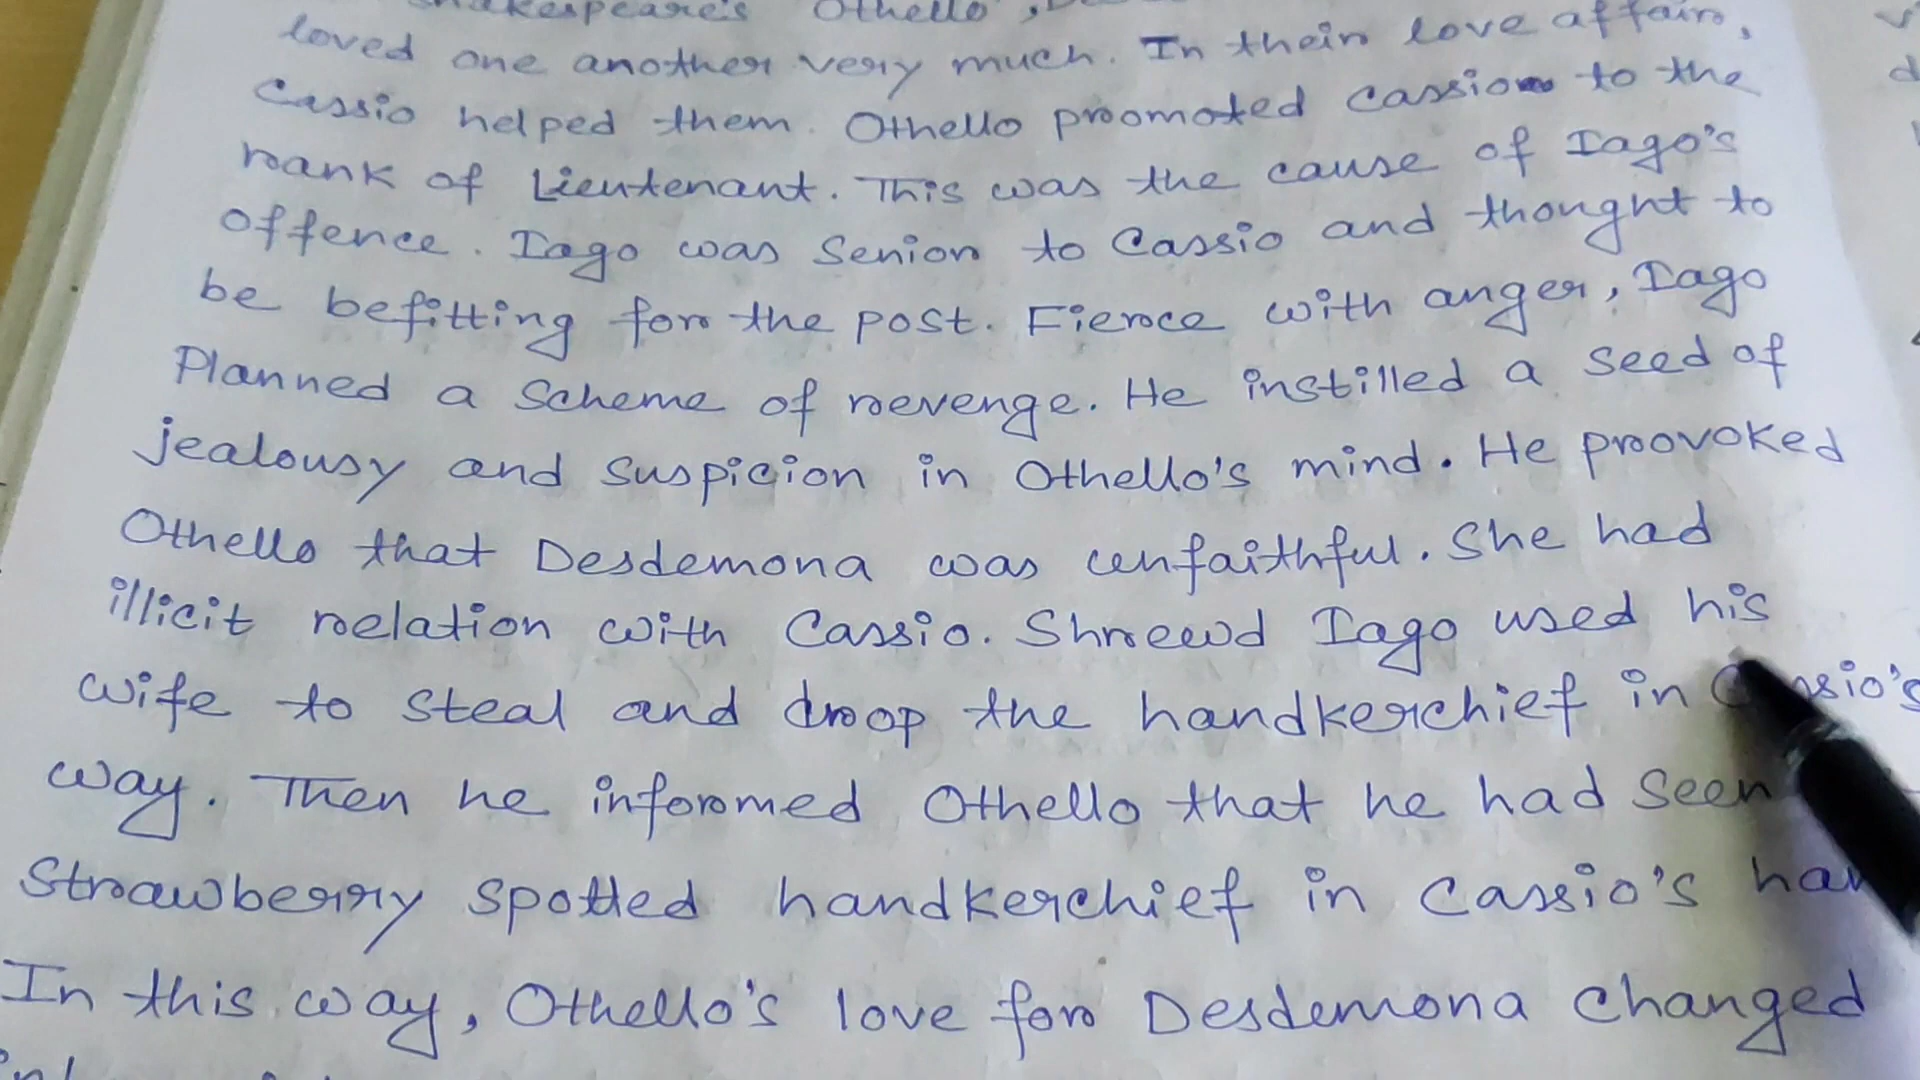 Shakespeare's Othello,
loved one another very much. In their love affair,
Cassio helped them. Othello promoted Cassio to the
rank of Lieutenant. This was the cause of Iago's
offence. Iago was Senior to Cassio and thought to
be befitting for the post. Fierce with anger, Iago
Planned a Scheme of revenge. He instilled a seed of
jealousy and suspicion in Othello's mind. He provoked
Othello that Desdemona was unfaithful. She had
illicit relation with Cassio. Shrewd Iago used his
wife to steal and drop the handkerchief in Cassio's
way. Then he informed Othello that he had seen
Strawberry spotted handkerchief in Cassio's
In this way, Othello's love for Desdemona changed